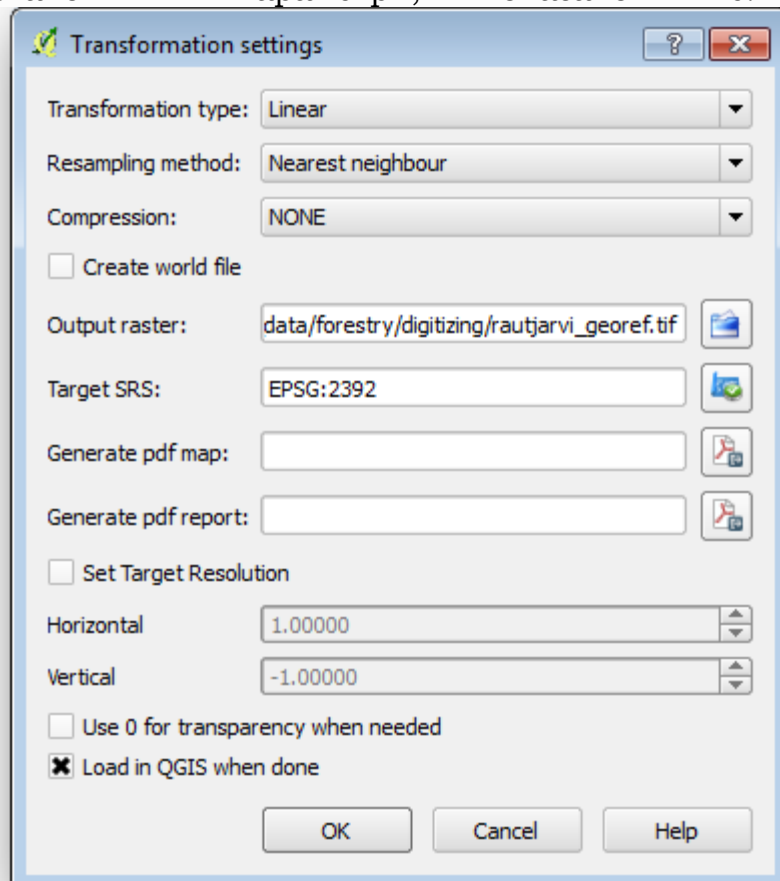 Transformation settings
Transformation type: Linear
Resampling method: Nearest neighbour
Compression: NONE
Create world file
Output raster: data/forestry/digitizing/rautjarvi_georef.tif
Target SRS: EPSG:2392
Generate pdf map:
Generate pdf report:
Set Target Resolution
Horizontal 1.00000
Vertical -1.00000
Use 0 for transparency when needed
Load in QGIS when done
OK Cancel Help